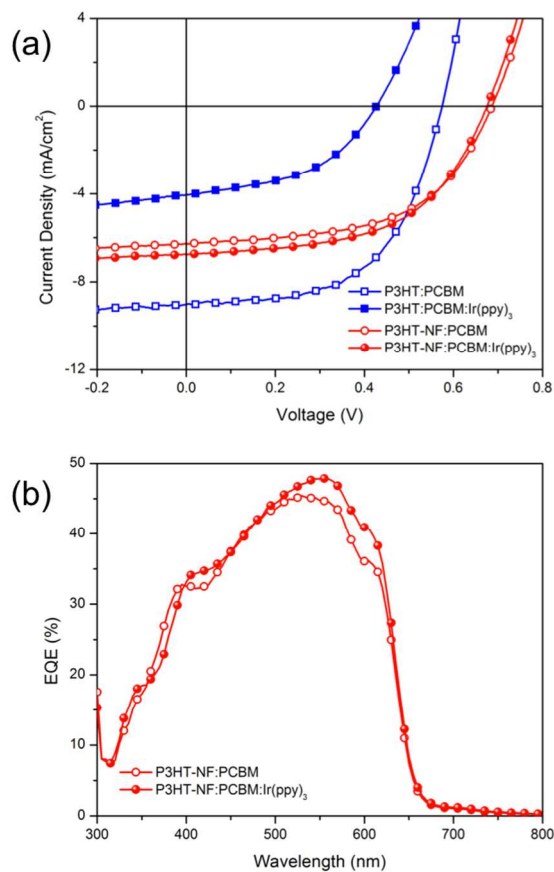 (a)
4
0
-4
-8
-12
Current Density (mA/cm²)
P3HT:PCBM
P3HT:PCBM:Ir(ppy)₃
P3HT-NF:PCBM
P3HT-NF:PCBM:Ir(ppy)₃
-0.2 0.0 0.2 0.4 0.6 0.8
Voltage (V)
(b)
50
40
30
20
10
0
EQE (%)
P3HT-NF:PCBM
P3HT-NF:PCBM:Ir(ppy)₃
300 400 500 600 700 800
Wavelength (nm)